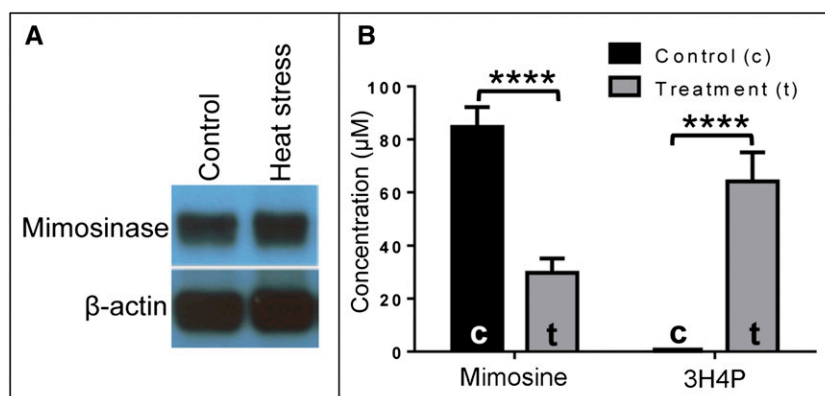 A
Control
Heat stress
Mimosinase
β-actin
B
Control (c)
Treatment (t)
****
****
Concentration (µM)
100
80
60
40
20
0
c
t
c
t
Mimosine
3H4P